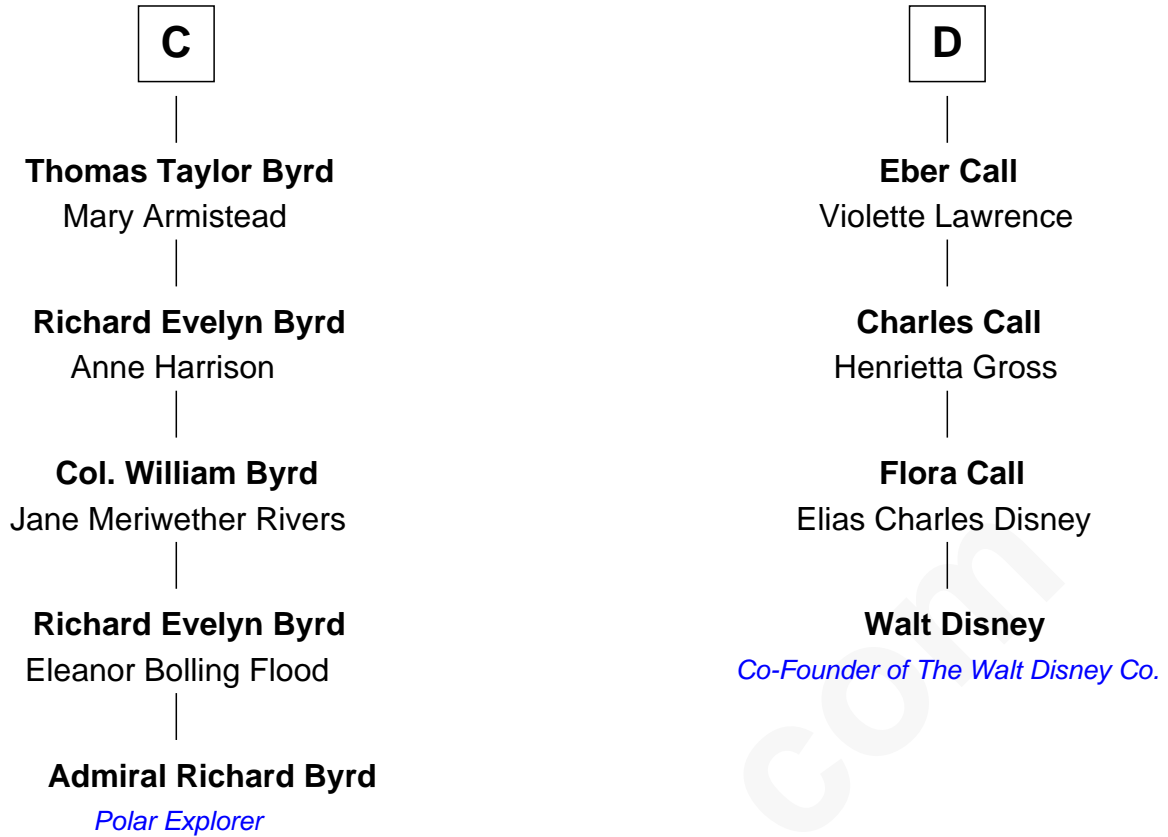 C
Thomas Taylor Byrd
Mary Armistead
Richard Evelyn Byrd
Anne Harrison
Col. William Byrd
Jane Meriwether Rivers
Richard Evelyn Byrd
Eleanor Bolling Flood
Admiral Richard Byrd
Polar Explorer
D
Eber Call
Violette Lawrence
Charles Call
Henrietta Gross
Flora Call
Elias Charles Disney
Walt Disney
Co-Founder of The Walt Disney Co.
com